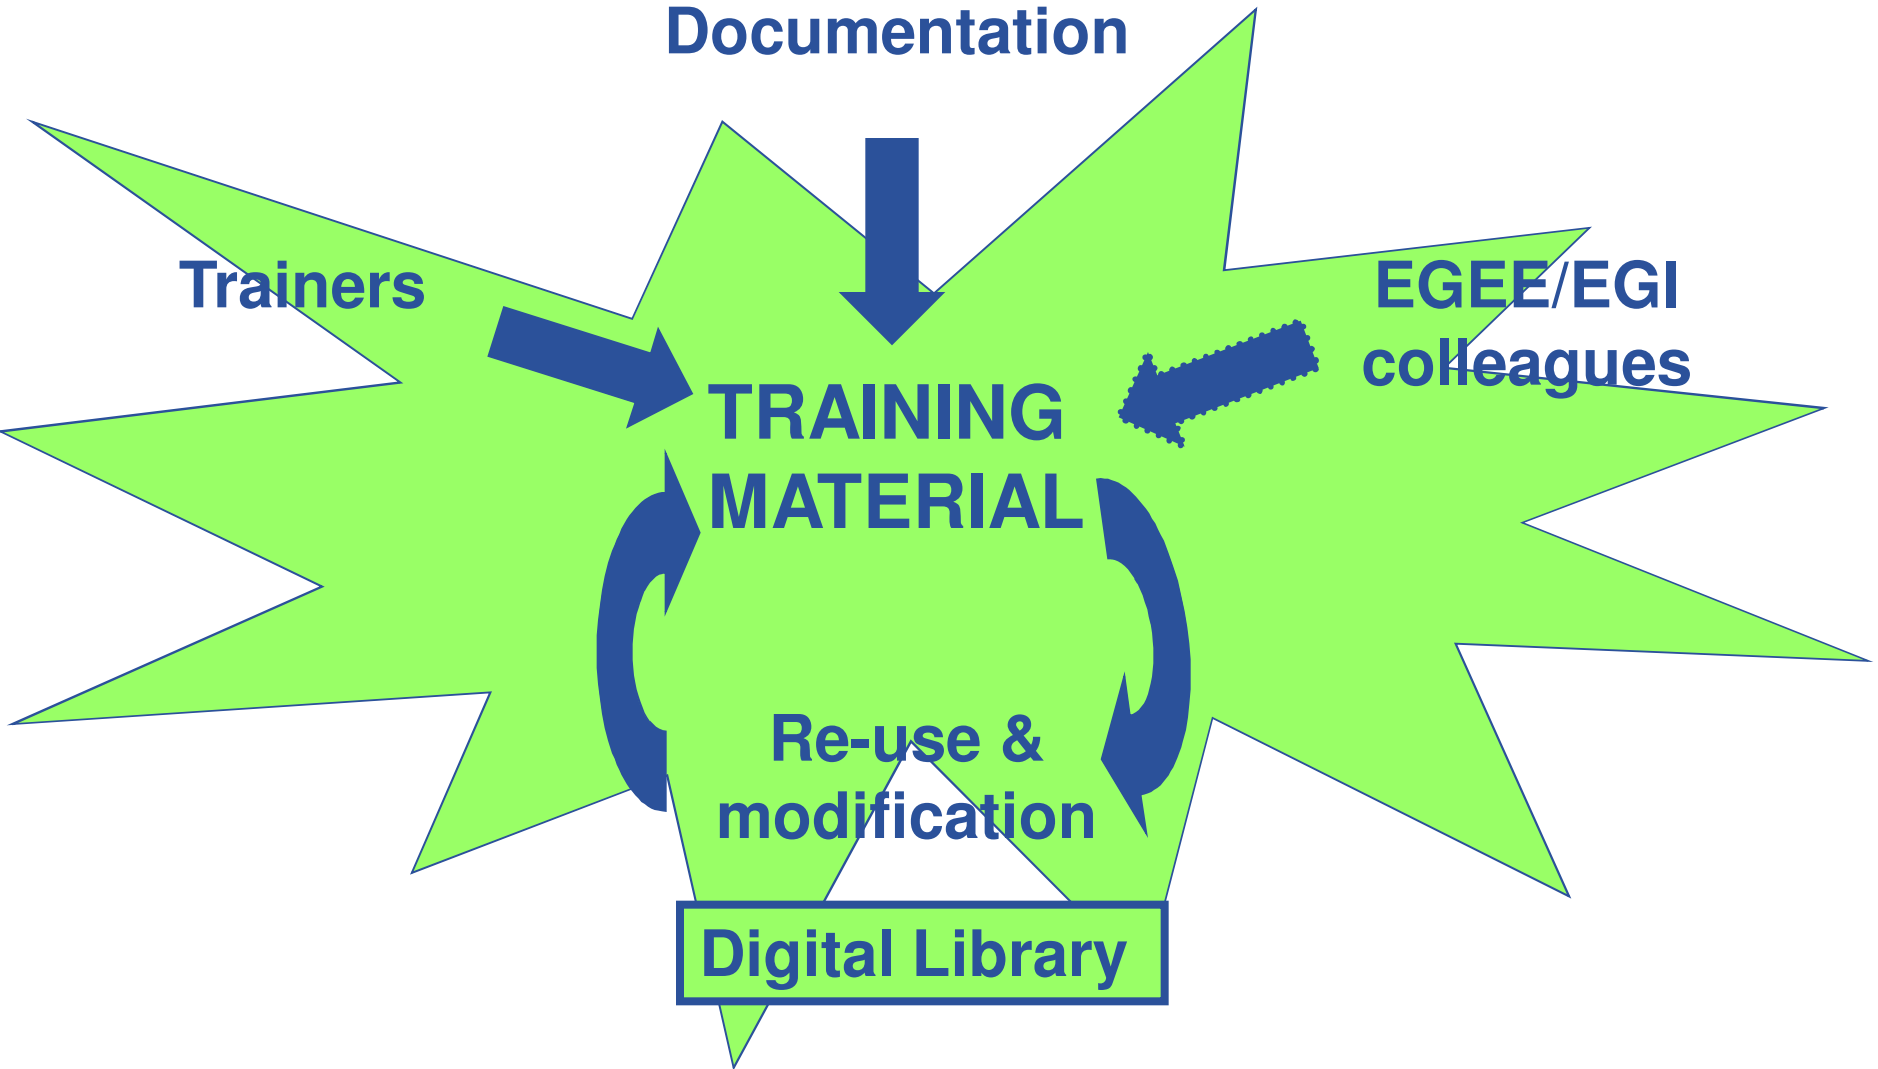 Documentation
Trainers
EGEE/EGI
colleagues
TRAINING
MATERIAL
Re-use &
modification
Digital Library